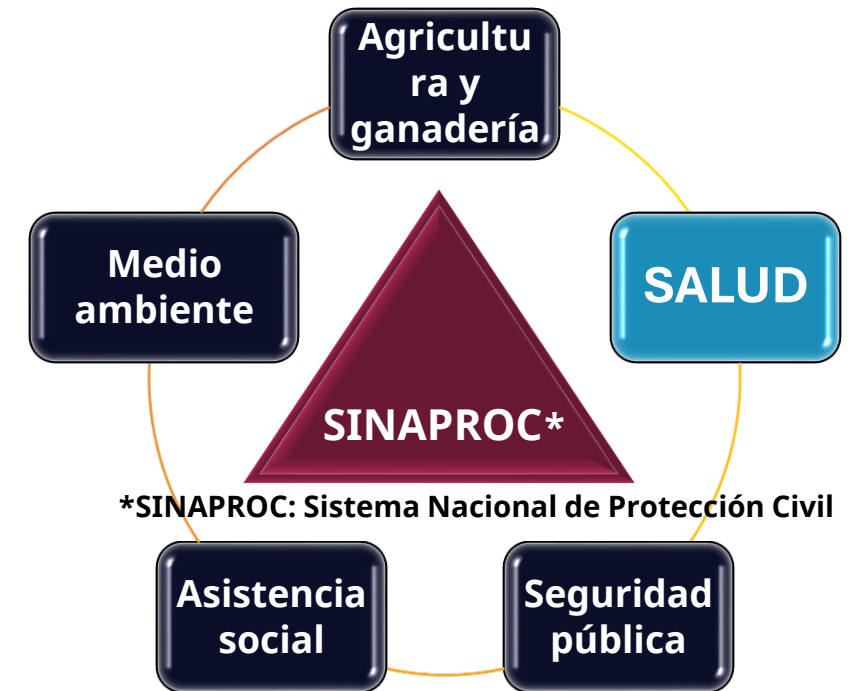 Agricultu
ra y
ganadería
Medio
ambiente
SALUD
SINAPROC*
*SINAPROC: Sistema Nacional de Protección Civil
Asistencia
social
Seguridad
pública